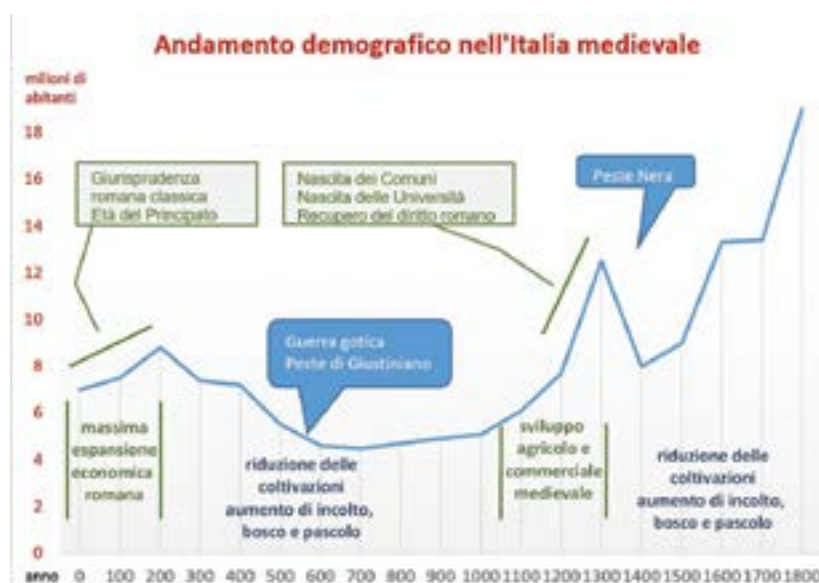 Andamento demografico nell'Italia medievale
milioni di
abitanti
18
16
14
12
10
8
6
4
2
0
Giurisprudenza
romana classica
Età del Principato
Nascita dei Comuni
Nascita delle Università
Recupero del diritto romano
Peste Nera
Guerra gotica
Peste di Giustiniano
massima
espansione
economica
romana
riduzione delle
coltivazioni
aumento di incolto,
bosco e pascolo
sviluppo
agricolo e
commerciale
medievale
riduzione delle
coltivazioni
aumento di incolto,
bosco e pascolo
anno 0 100 200 300 400 500 600 700 800 900 1000 1100 1200 1300 1400 1500 1600 1700 1800